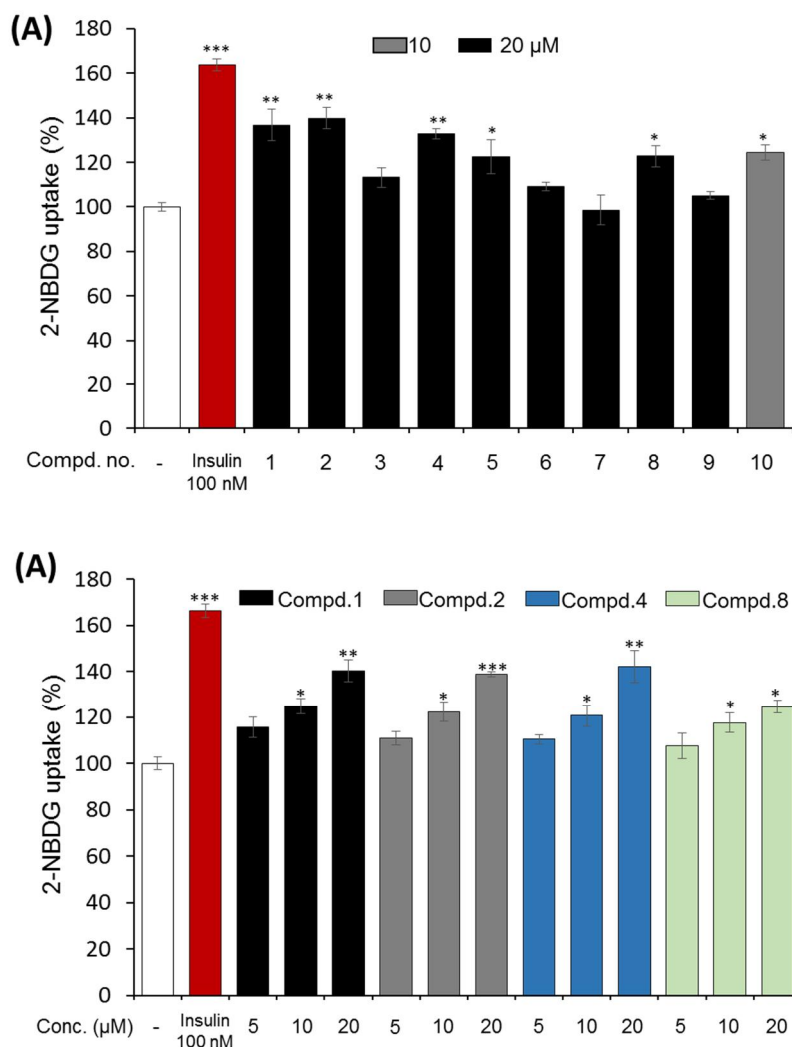 (A)
10 20 µM
180
160
140
120
100
80
60
40
20
0
2-NBDG uptake (%)
*** ** ** ** * * *
Compd. no. - Insulin 100 nM 1 2 3 4 5 6 7 8 9 10
(A)
Compd.1 Compd.2 Compd.4 Compd.8
180
160
140
120
100
80
60
40
20
0
2-NBDG uptake (%)
*** * ** * *** * ** * *
Conc. (µM) - Insulin 100 nM 5 10 20 5 10 20 5 10 20 5 10 20